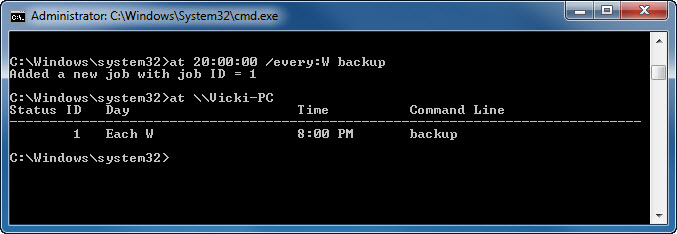 Administrator: C:\Windows\System32\cmd.exe
C:\Windows\system32>at 20:00:00 /every:W backup
Added a new job with job ID = 1
C:\Windows\system32>at \\Vicki-PC
Status ID   Day                     Time          Command Line
-------------------------------------------------------------------------------
        1   Each W                  8:00 PM       backup
C:\Windows\system32>